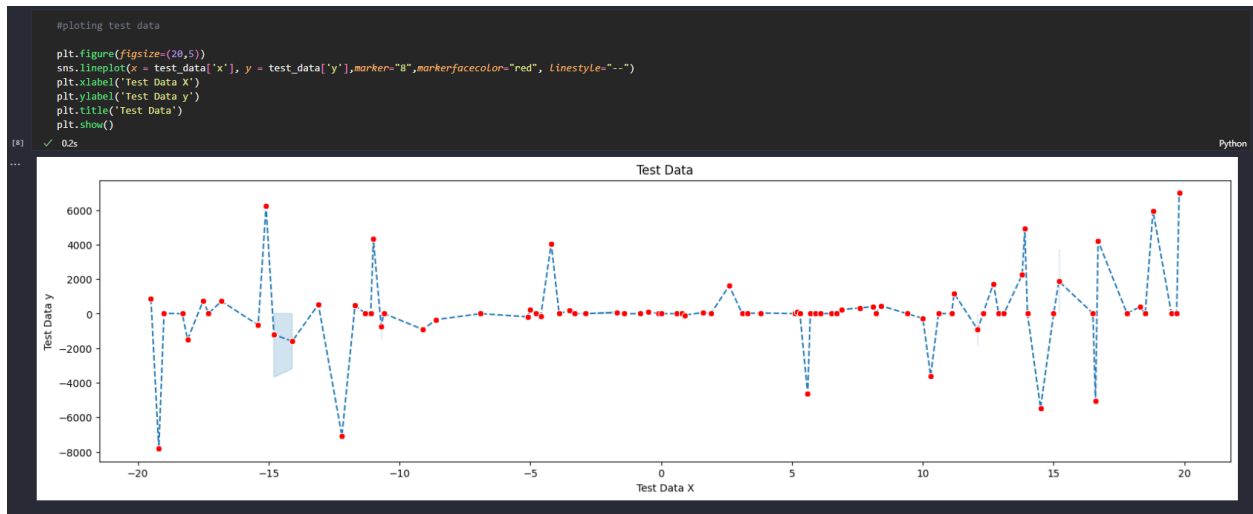 #ploting test data
plt.figure(figsize=(20,5))
sns.lineplot(x = test_data['x'], y = test_data['y'],marker="8",markerfacecolor="red", linestyle="--")
plt.xlabel('Test Data X')
plt.ylabel('Test Data y')
plt.title('Test Data')
plt.show()
[8] ✓ 0.2s Python
...
Test Data
6000
4000
2000
0
−2000
−4000
−6000
−8000
Test Data y
−20 −15 −10 −5 0 5 10 15 20
Test Data X